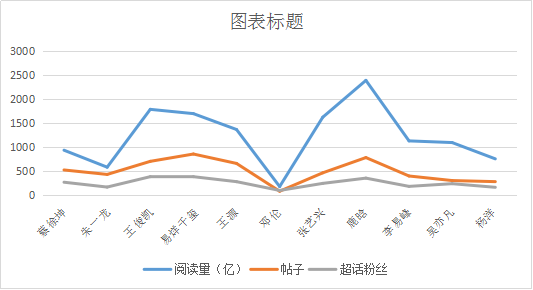 图表标题
3000
2500
2000
1500
1000
500
0
蔡徐坤
朱一龙
王俊凯
易烊千玺
王源
邓伦
张艺兴
鹿晗
李易峰
吴亦凡
杨洋
阅读量（亿） 帖子 超话粉丝